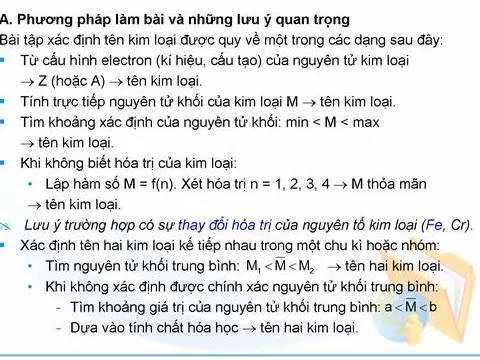 A. Phương pháp làm bài và những lưu ý quan trọng
Bài tập xác định tên kim loại được quy về một trong các dạng sau đây:
▪ Từ cấu hình electron (kí hiệu, cấu tạo) của nguyên tử kim loại
→ Z (hoặc A) → tên kim loại.
▪ Tính trực tiếp nguyên tử khối của kim loại M → tên kim loại.
▪ Tìm khoảng xác định của nguyên tử khối: min < M < max
→ tên kim loại.
▪ Khi không biết hóa trị của kim loại:
• Lập hàm số M = f(n). Xét hóa trị n = 1, 2, 3, 4 → M thỏa mãn
→ tên kim loại.
Lưu ý trường hợp có sự thay đổi hóa trị của nguyên tố kim loại (Fe, Cr).
▪ Xác định tên hai kim loại kế tiếp nhau trong một chu kì hoặc nhóm:
• Tìm nguyên tử khối trung bình: M₁ < M̅ < M₂ → tên hai kim loại.
• Khi không xác định được chính xác nguyên tử khối trung bình:
- Tìm khoảng giá trị của nguyên tử khối trung bình: a < M̅ < b
- Dựa vào tính chất hóa học → tên hai kim loại.